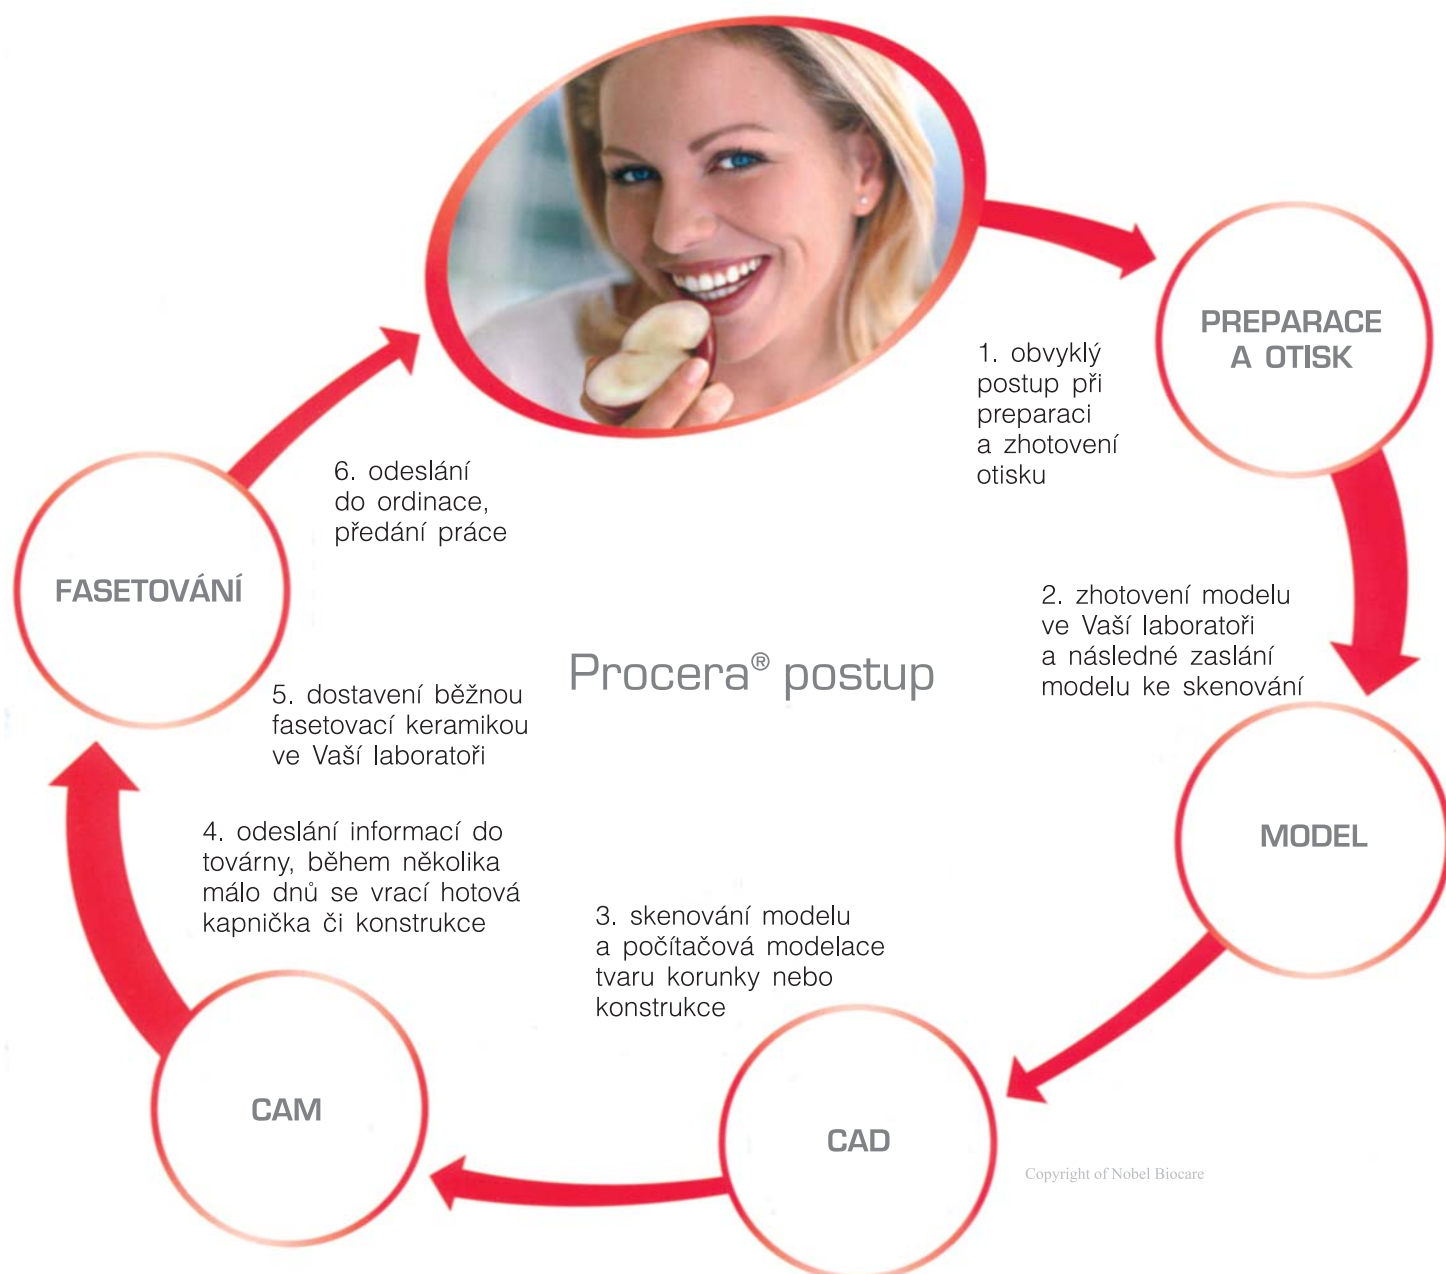 PREPARACE
A OTISK
1. obvyklý
postup při
preparaci
a zhotovení
otisku
6. odeslání
do ordinace,
předání práce
FASETOVÁNÍ
2. zhotovení modelu
ve Vaší laboratoři
a následné zaslání
modelu ke skenování
Procera® postup
5. dostavení běžnou
fasetovací keramikou
ve Vaší laboratoři
MODEL
4. odeslání informací do
továrny, během několika
málo dnů se vrací hotová
kapnička či konstrukce
3. skenování modelu
a počítačová modelace
tvaru korunky nebo
konstrukce
CAM
CAD
Copyright of Nobel Biocare